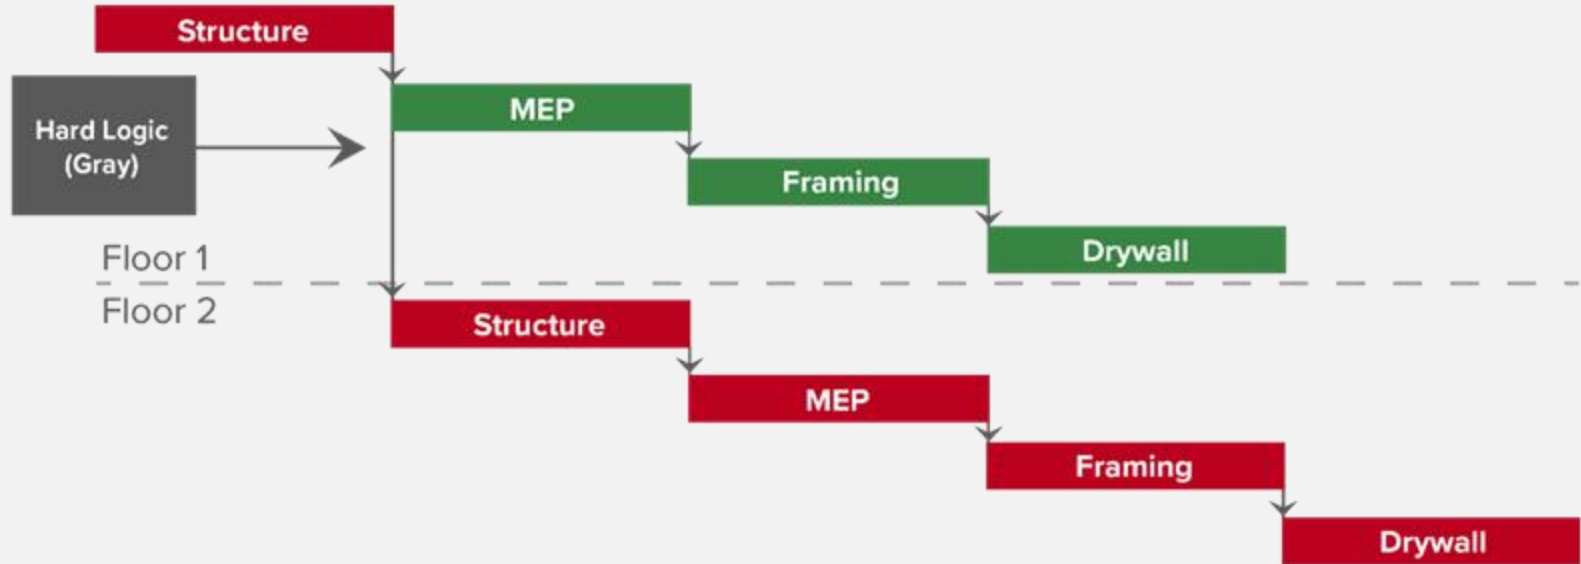 Structure
MEP
Hard Logic
(Gray)
Framing
Drywall
Floor 1
Floor 2
Structure
MEP
Framing
Drywall